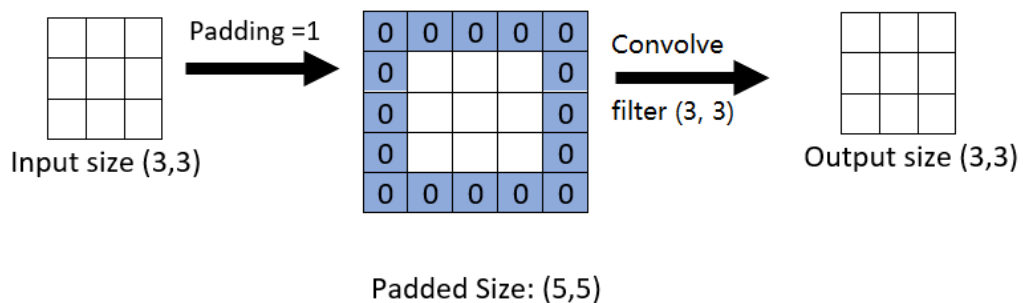 Padding =1
Input size (3,3)
0 0 0 0 0
0 0
0 0
0 0
0 0 0 0 0
Convolve
filter (3, 3)
Output size (3,3)
Padded Size: (5,5)